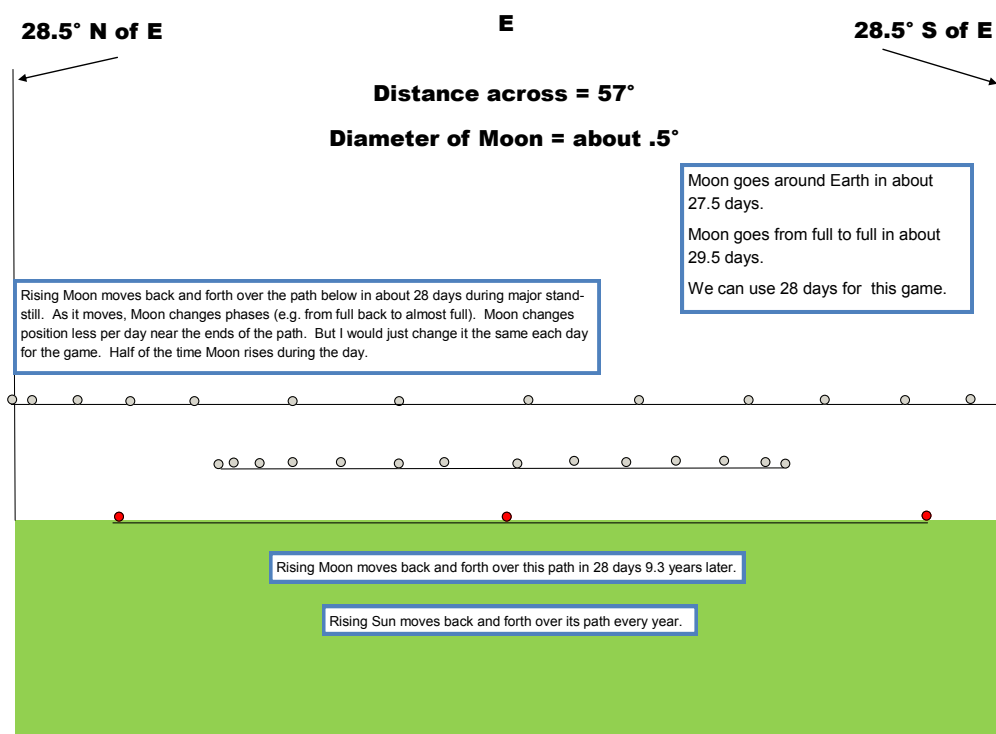 28.5° N of E
E
28.5° S of E
Distance across = 57°
Diameter of Moon = about .5°
Moon goes around Earth in about
27.5 days.
Moon goes from full to full in about
29.5 days.
We can use 28 days for  this game.
Rising Moon moves back and forth over the path below in about 28 days during major stand-
still.  As it moves, Moon changes phases (e.g. from full back to almost full).  Moon changes
position less per day near the ends of the path.  But I would just change it the same each day
for the game.  Half of the time Moon rises during the day.
Rising Moon moves back and forth over this path in 28 days 9.3 years later.
Rising Sun moves back and forth over its path every year.